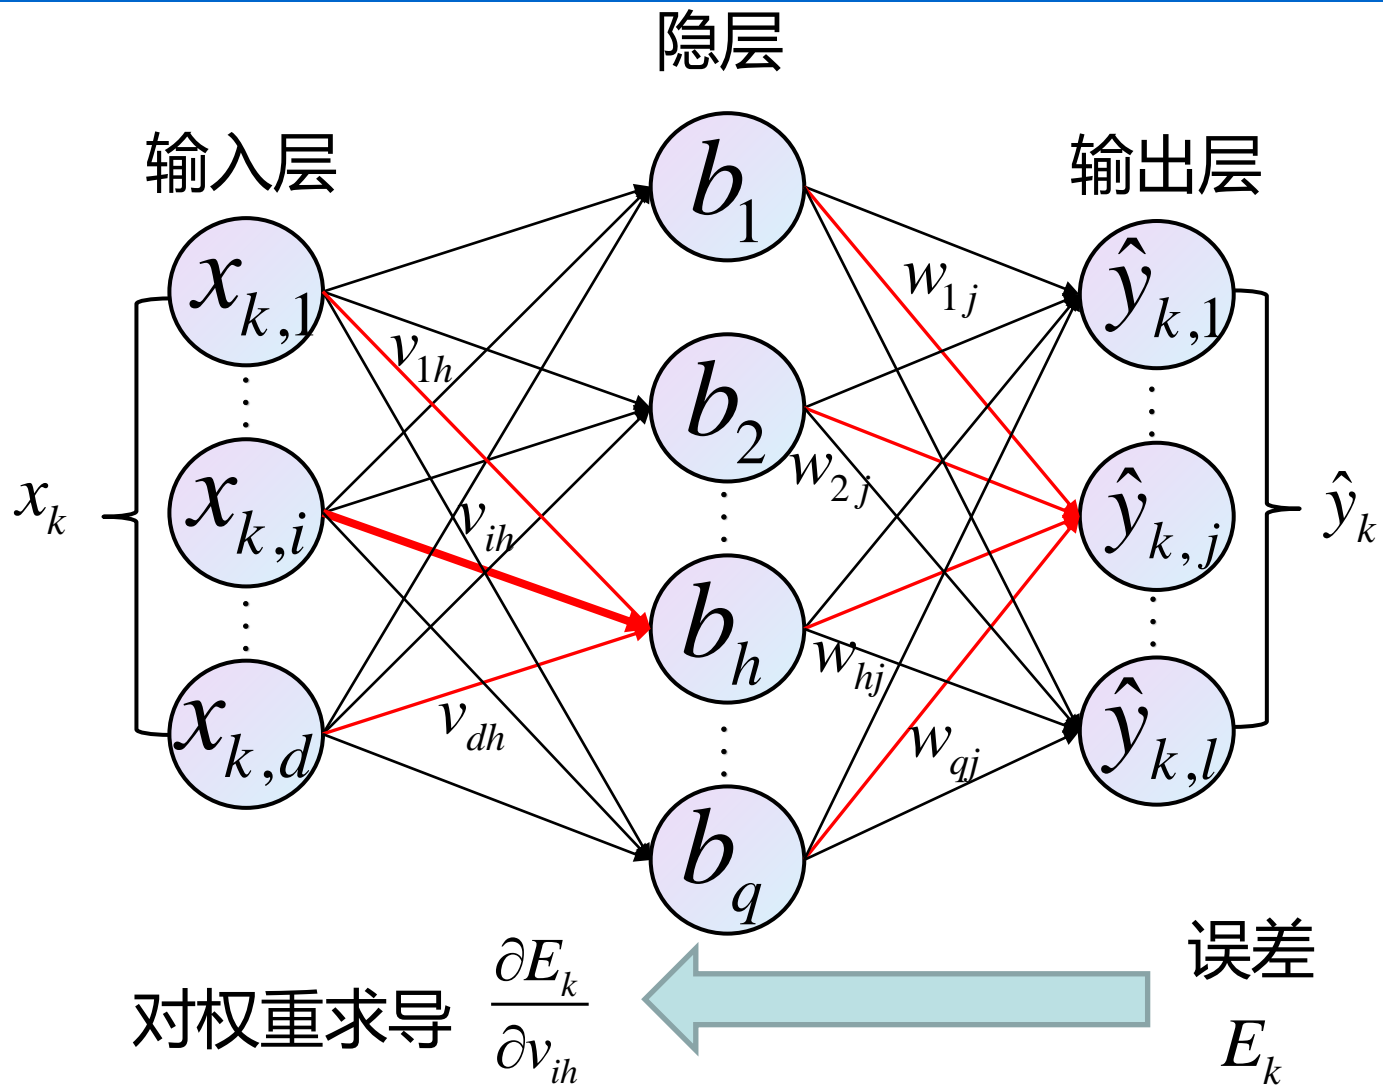 隐层
输入层
输出层
b_1
x_{k,1}
ŷ_{k,1}
w_{1j}
v_{1h}
b_2
w_{2j}
x_k
x_{k,i}
v_{ih}
ŷ_{k,j}
ŷ_k
b_h
w_{hj}
x_{k,d}
v_{dh}
w_{qj}
ŷ_{k,l}
b_q
误差
E_k
对权重求导 ∂E_k/∂v_{ih}